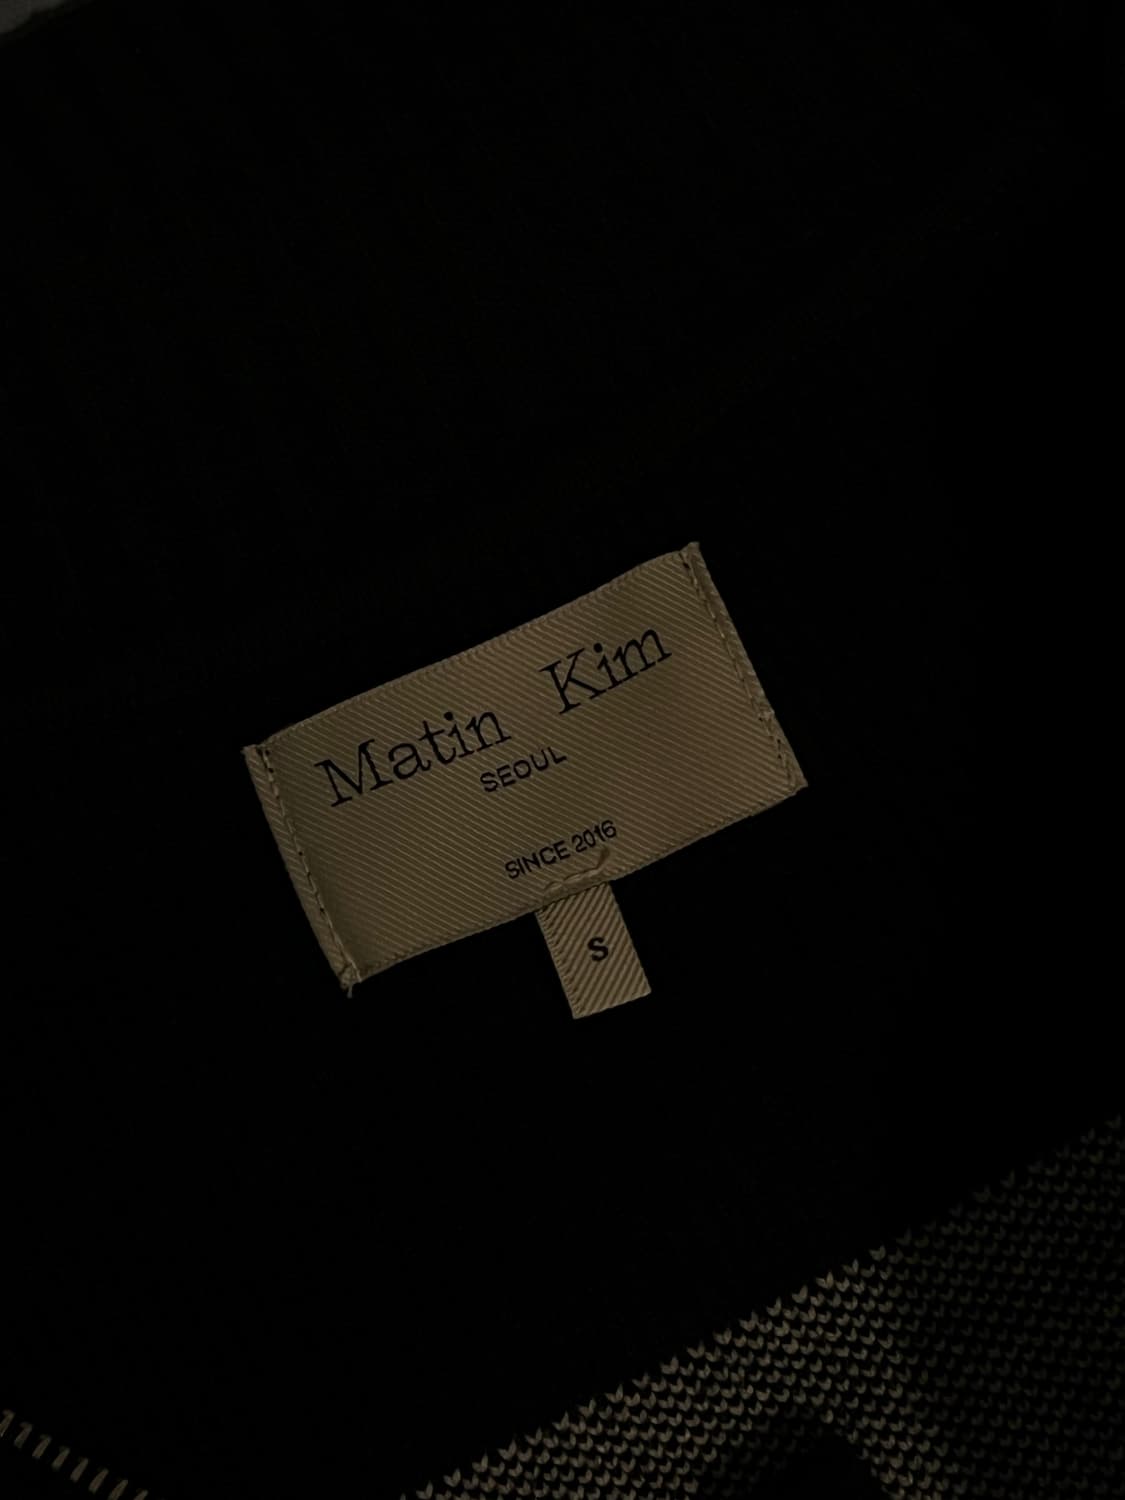 Matin Kim
SEOUL
SINCE 2016
S